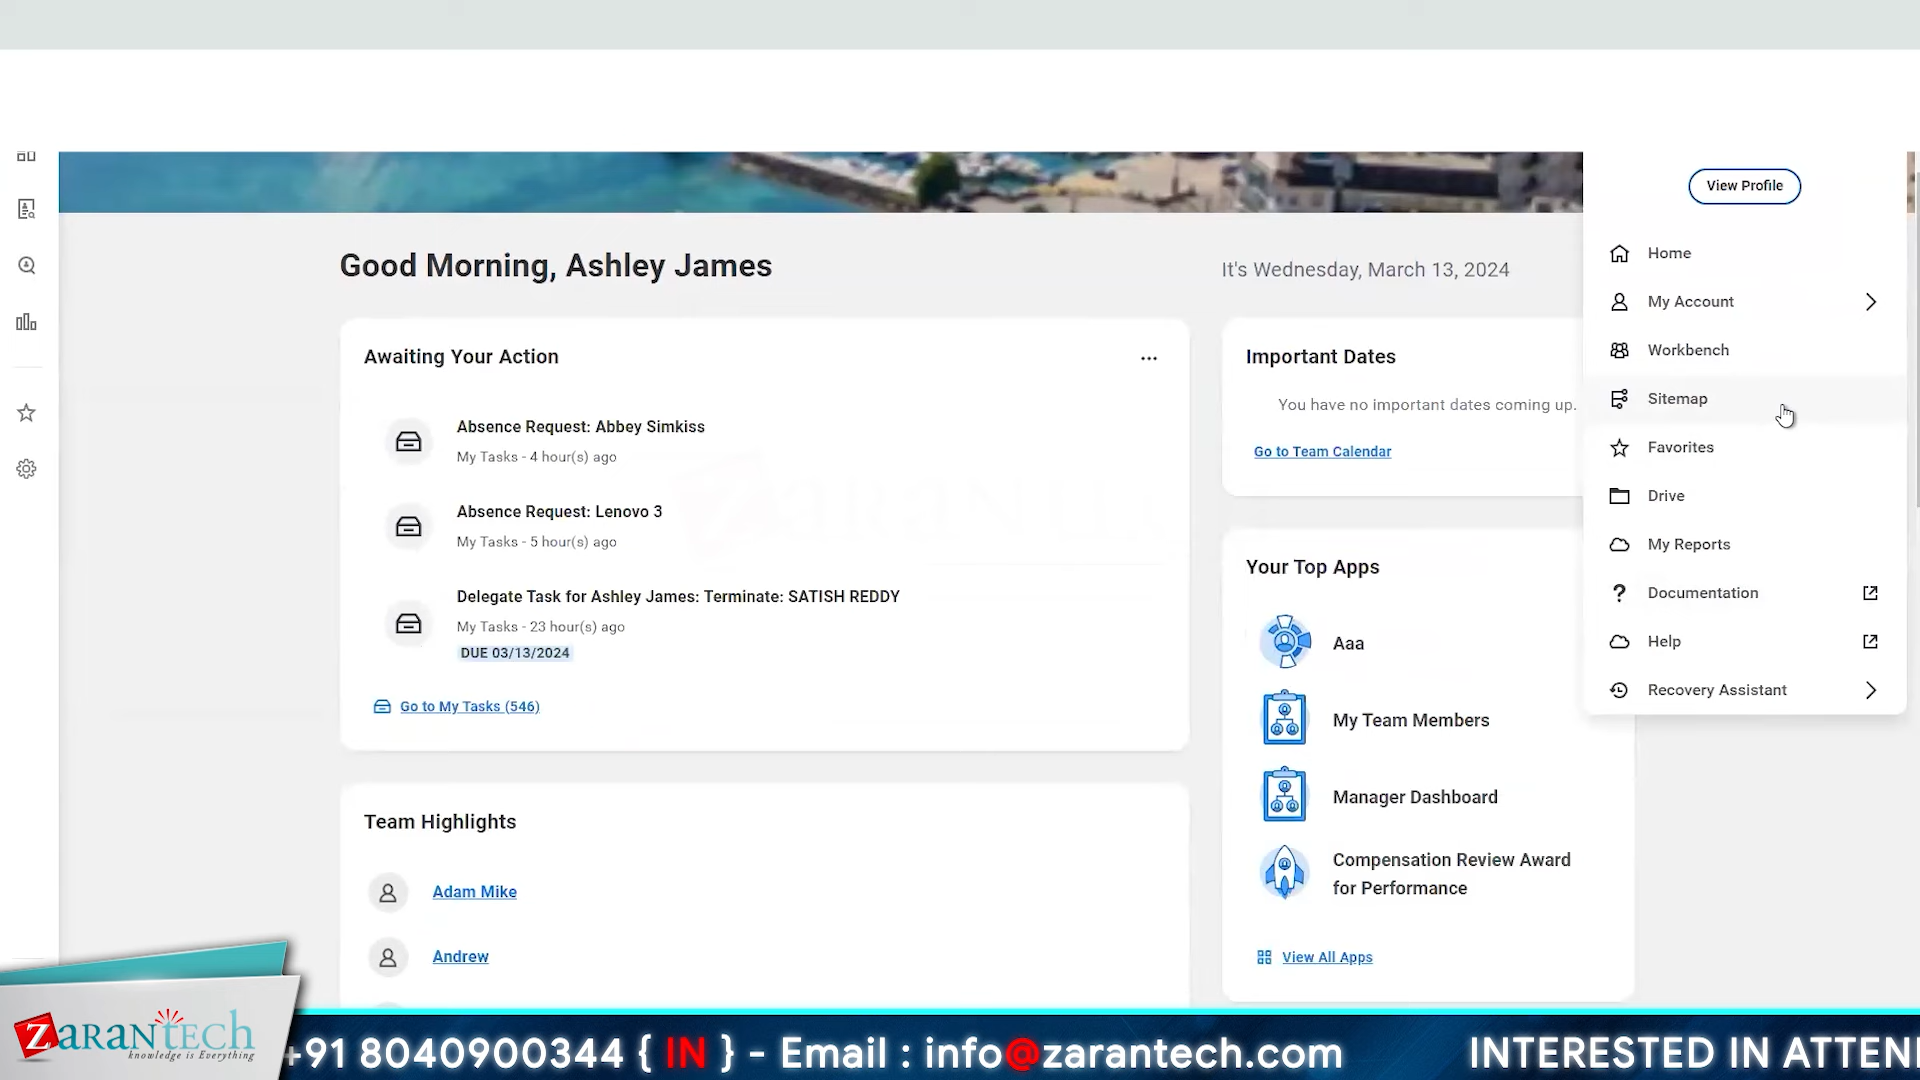 View Profile
Home
My Account
Workbench
Sitemap
Favorites
Drive
My Reports
Documentation
Help
Recovery Assistant
Good Morning, Ashley James
It's Wednesday, March 13, 2024
Awaiting Your Action
Absence Request: Abbey Simkiss
My Tasks - 4 hour(s) ago
Absence Request: Lenovo 3
My Tasks - 5 hour(s) ago
Delegate Task for Ashley James: Terminate: SATISH REDDY
My Tasks - 23 hour(s) ago
DUE 03/13/2024
Go to My Tasks (546)
Important Dates
You have no important dates coming up.
Go to Team Calendar
Your Top Apps
Aaa
My Team Members
Manager Dashboard
Compensation Review Award
for Performance
View All Apps
Team Highlights
Adam Mike
Andrew
ZARANTECH
knowledge is Everything
+91 8040900344 { IN } - Email : info@zarantech.com
INTERESTED IN ATTEN